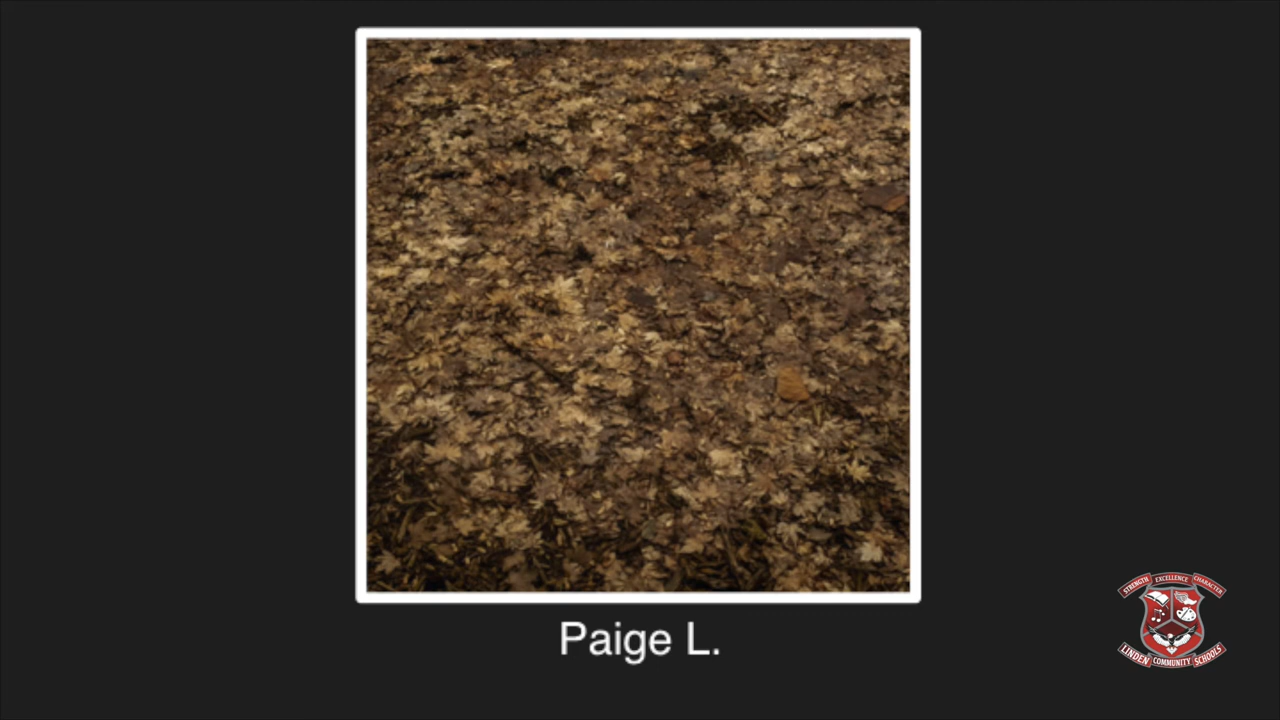 Paige L.
STRENGTH EXCELLENCE CHARACTER
LINDEN COMMUNITY SCHOOLS